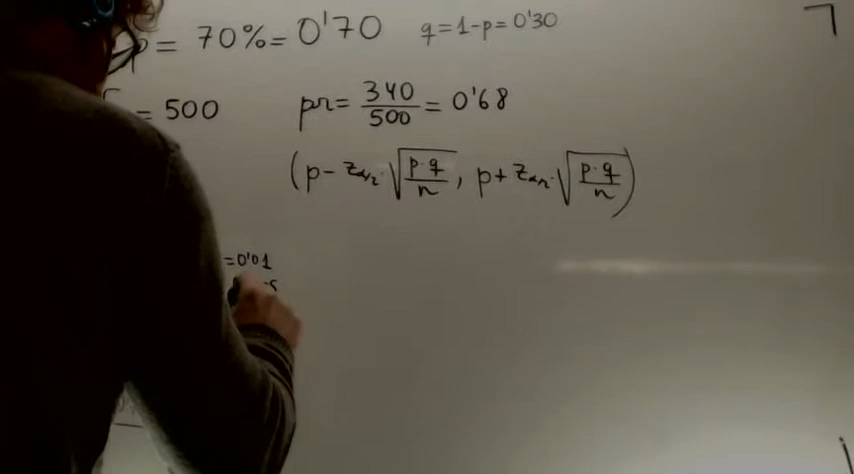 p = 70% = 0'70 q = 1 - p = 0'30
= 500 pr = 340/500 = 0'68
(p - z_{α/2} · √(p·q/n), p + z_{α/2} · √(p·q/n))
= 0'01